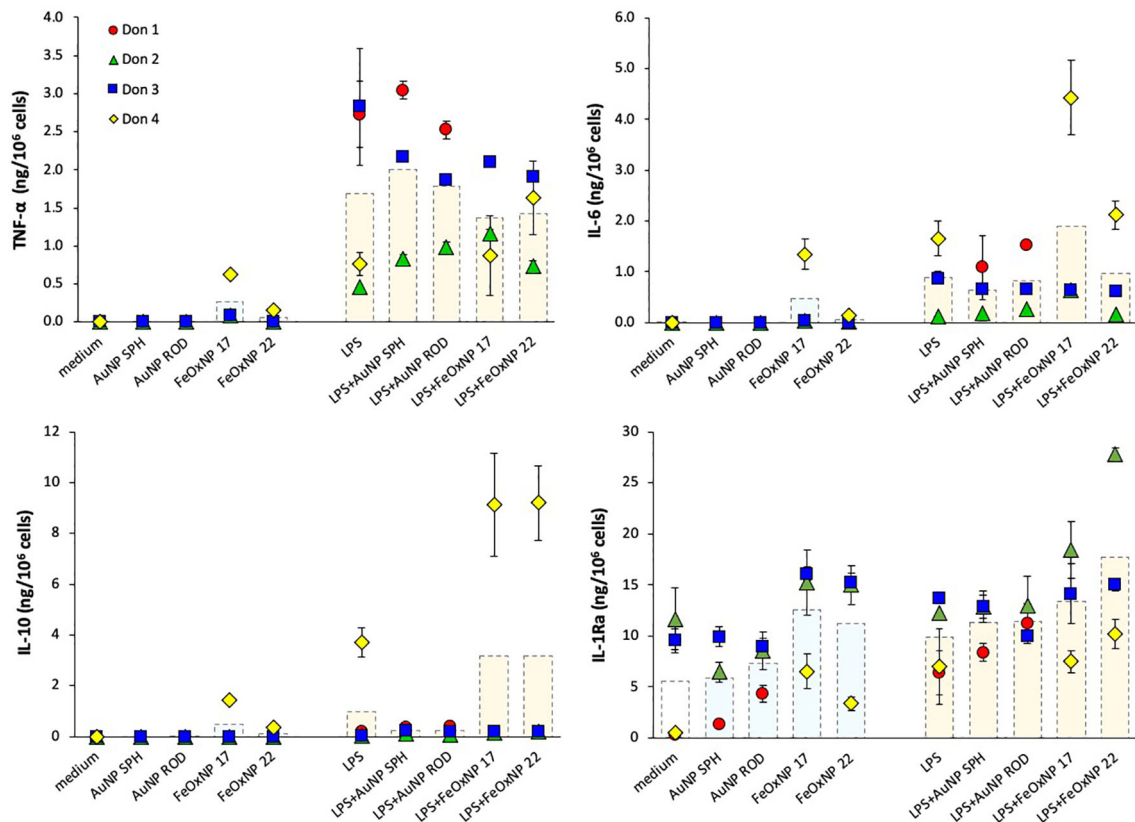 TNF-α (ng/10⁶ cells)
4.0
3.5
3.0
2.5
2.0
1.5
1.0
0.5
0.0
Don 1
Don 2
Don 3
Don 4
medium
AuNP SPH
AuNP ROD
FeOxNP 17
FeOxNP 22
LPS
LPS+AuNP SPH
LPS+AuNP ROD
LPS+FeOxNP 17
LPS+FeOxNP 22
IL-6 (ng/10⁶ cells)
6.0
5.0
4.0
3.0
2.0
1.0
0.0
medium
AuNP SPH
AuNP ROD
FeOxNP 17
FeOxNP 22
LPS
LPS+AuNP SPH
LPS+AuNP ROD
LPS+FeOxNP 17
LPS+FeOxNP 22
IL-10 (ng/10⁶ cells)
12
10
8
6
4
2
0
medium
AuNP SPH
AuNP ROD
FeOxNP 17
FeOxNP 22
LPS
LPS+AuNP SPH
LPS+AuNP ROD
LPS+FeOxNP 17
LPS+FeOxNP 22
IL-1Ra (ng/10⁶ cells)
30
25
20
15
10
5
0
medium
AuNP SPH
AuNP ROD
FeOxNP 17
FeOxNP 22
LPS
LPS+AuNP SPH
LPS+AuNP ROD
LPS+FeOxNP 17
LPS+FeOxNP 22